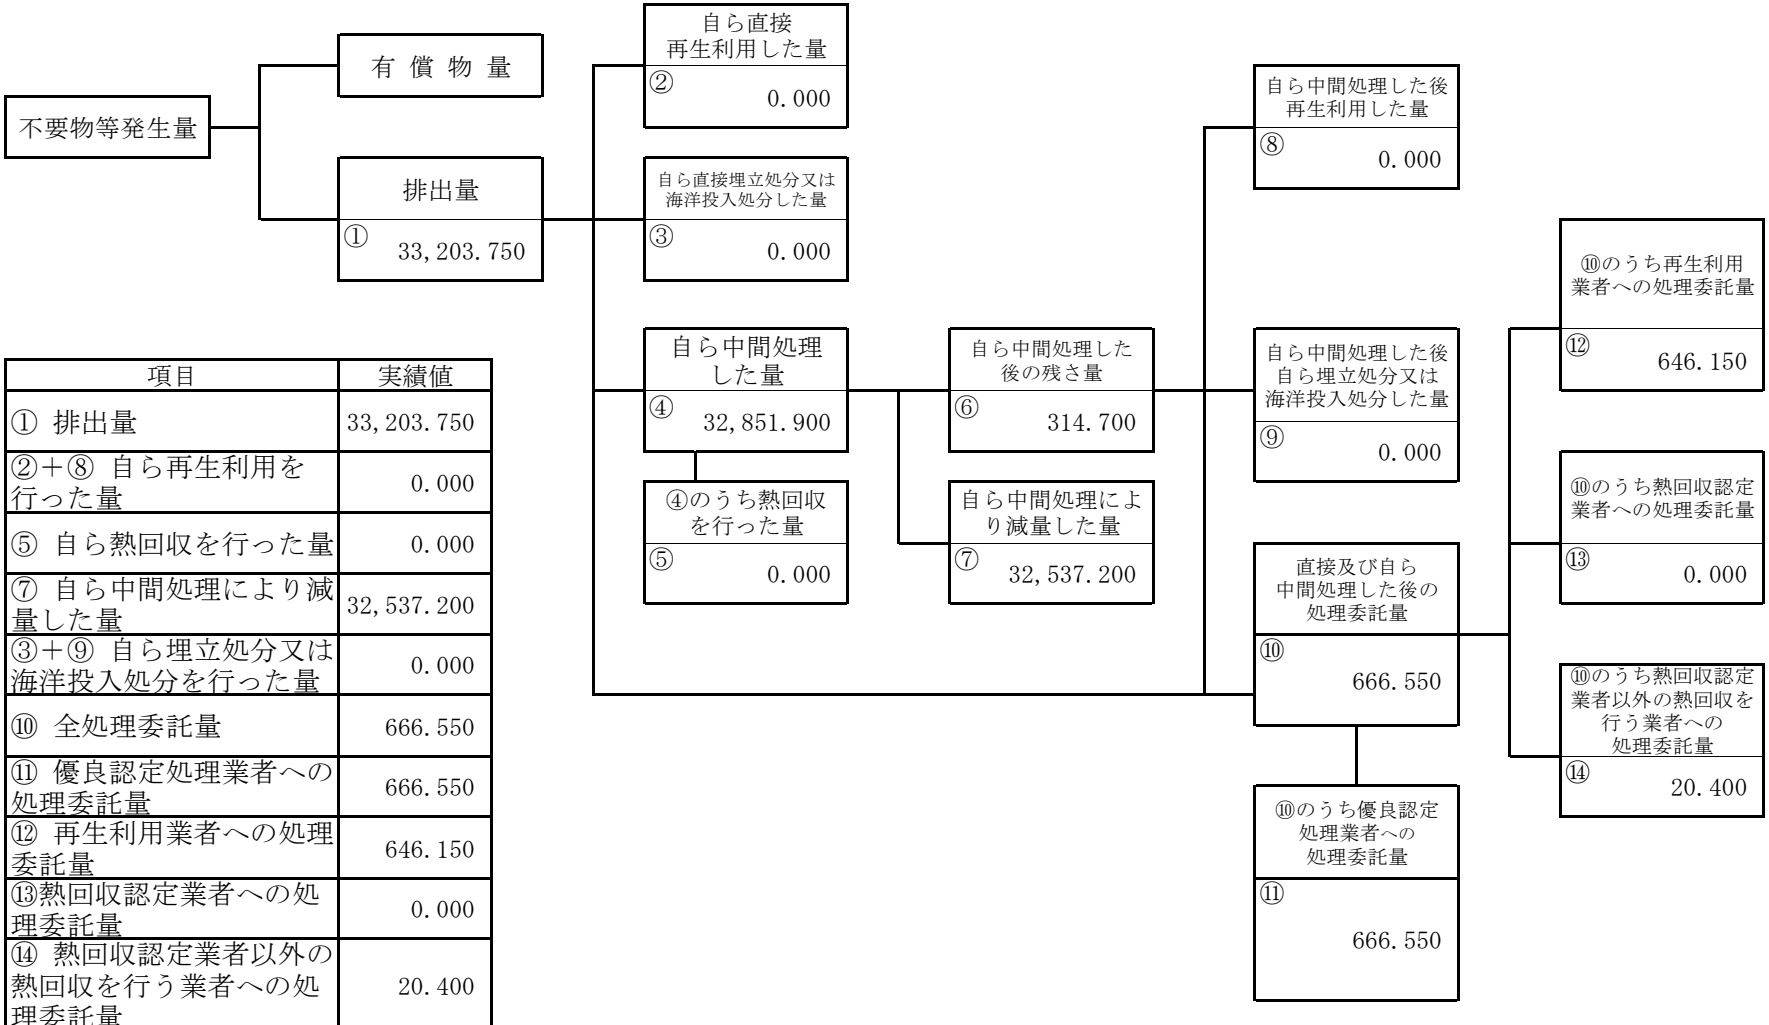 不要物等発生量
有 償 物 量
排出量
① 33,203.750
自ら直接
再生利用した量
② 0.000
自ら直接埋立処分又は
海洋投入処分した量
③ 0.000
自ら中間処理
した量
④ 32,851.900
④のうち熱回収
を行った量
⑤ 0.000
自ら中間処理した
後の残さ量
⑥ 314.700
自ら中間処理によ
り減量した量
⑦ 32,537.200
自ら中間処理した後
再生利用した量
⑧ 0.000
自ら中間処理した後
自ら埋立処分又は
海洋投入処分した量
⑨ 0.000
直接及び自ら
中間処理した後の
処理委託量
⑩ 666.550
⑩のうち優良認定
処理業者への
処理委託量
⑪ 666.550
⑩のうち再生利用
業者への処理委託量
⑫ 646.150
⑩のうち熱回収認定
業者への処理委託量
⑬ 0.000
⑩のうち熱回収認定
業者以外の熱回収を
行う業者への
処理委託量
⑭ 20.400
項目 実績値
① 排出量 33,203.750
②＋⑧ 自ら再生利用を
行った量 0.000
⑤ 自ら熱回収を行った量 0.000
⑦ 自ら中間処理により減
量した量 32,537.200
③＋⑨ 自ら埋立処分又は
海洋投入処分を行った量 0.000
⑩ 全処理委託量 666.550
⑪ 優良認定処理業者への
処理委託量 666.550
⑫ 再生利用業者への処理
委託量 646.150
⑬熱回収認定業者への処
理委託量 0.000
⑭ 熱回収認定業者以外の
熱回収を行う業者への処
理委託量 20.400